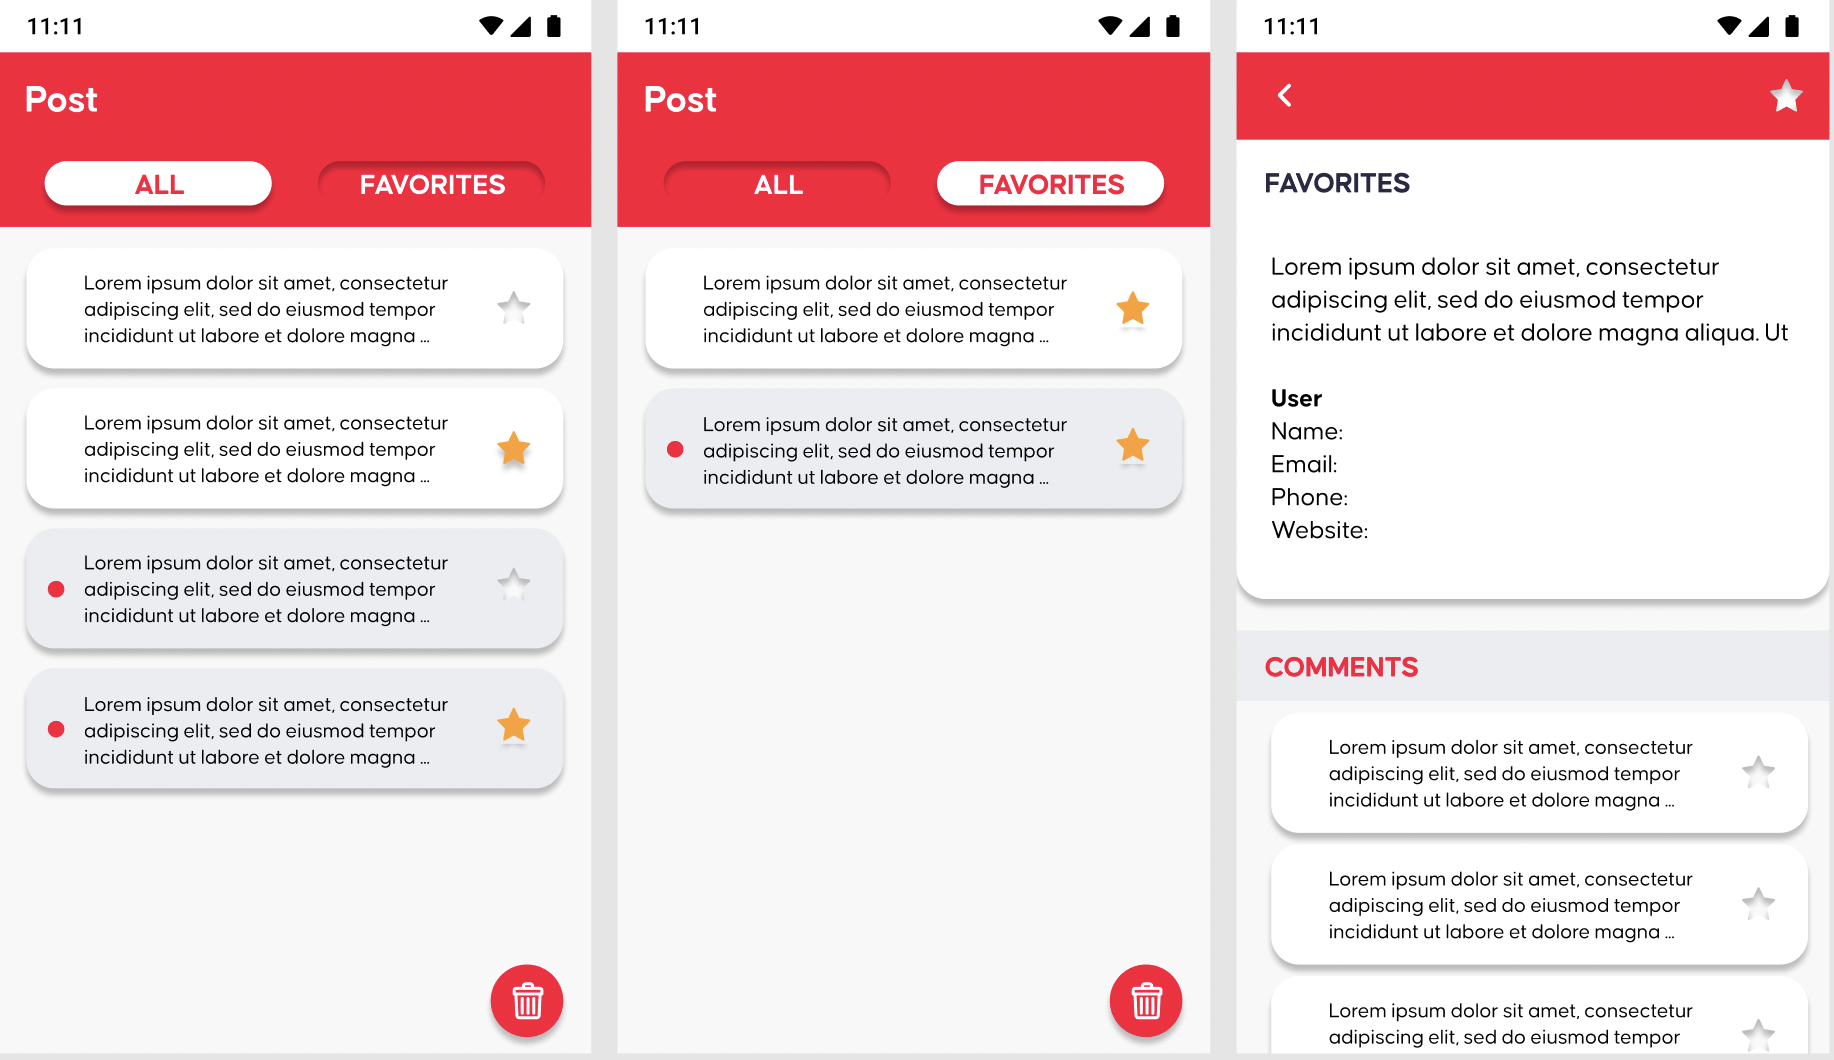 11:11
Post
ALL
FAVORITES
Lorem ipsum dolor sit amet, consectetur
adipiscing elit, sed do eiusmod tempor
incididunt ut labore et dolore magna ...
Lorem ipsum dolor sit amet, consectetur
adipiscing elit, sed do eiusmod tempor
incididunt ut labore et dolore magna ...
Lorem ipsum dolor sit amet, consectetur
adipiscing elit, sed do eiusmod tempor
incididunt ut labore et dolore magna ...
Lorem ipsum dolor sit amet, consectetur
adipiscing elit, sed do eiusmod tempor
incididunt ut labore et dolore magna ...
11:11
Post
ALL
FAVORITES
Lorem ipsum dolor sit amet, consectetur
adipiscing elit, sed do eiusmod tempor
incididunt ut labore et dolore magna ...
Lorem ipsum dolor sit amet, consectetur
adipiscing elit, sed do eiusmod tempor
incididunt ut labore et dolore magna ...
11:11
FAVORITES
Lorem ipsum dolor sit amet, consectetur
adipiscing elit, sed do eiusmod tempor
incididunt ut labore et dolore magna aliqua. Ut
User
Name:
Email:
Phone:
Website:
COMMENTS
Lorem ipsum dolor sit amet, consectetur
adipiscing elit, sed do eiusmod tempor
incididunt ut labore et dolore magna ...
Lorem ipsum dolor sit amet, consectetur
adipiscing elit, sed do eiusmod tempor
incididunt ut labore et dolore magna ...
Lorem ipsum dolor sit amet, consectetur
adipiscing elit, sed do eiusmod tempor